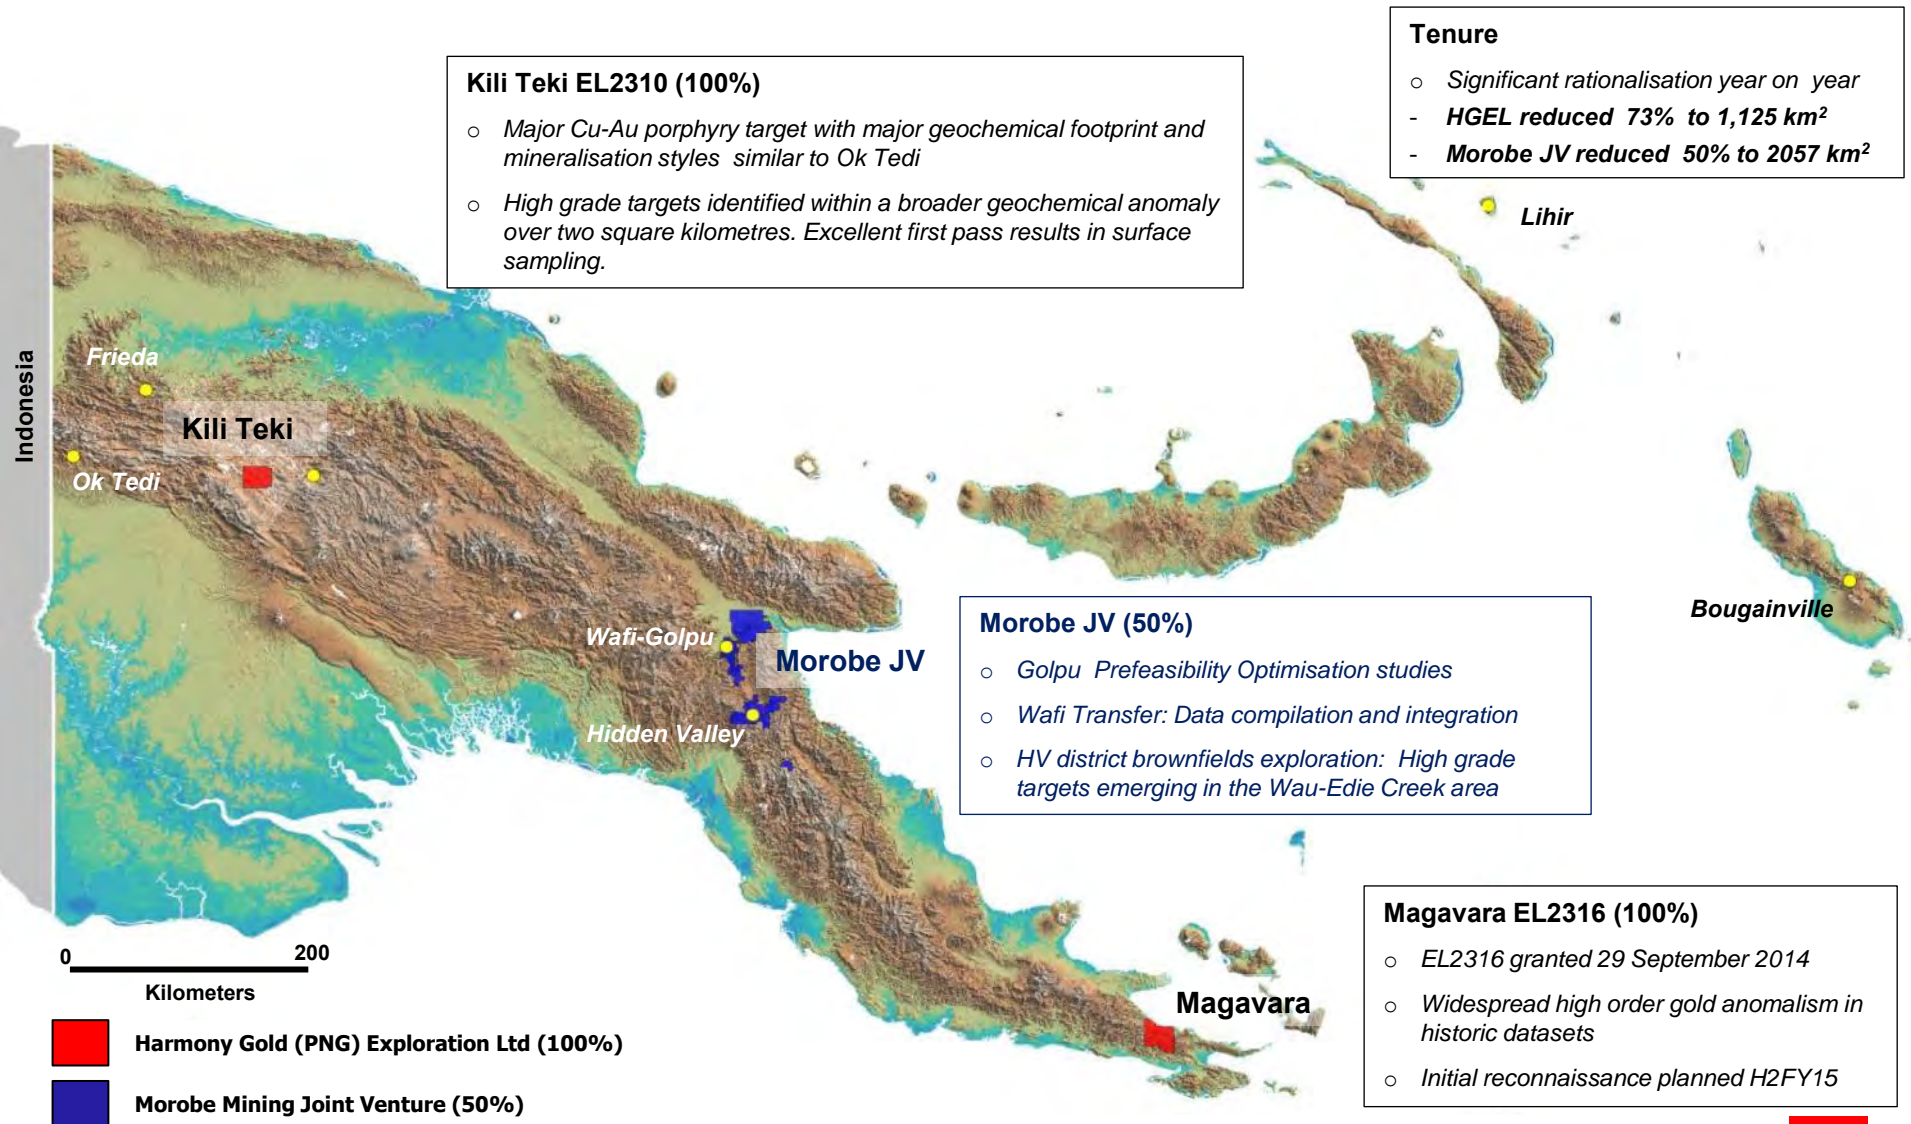 Tenure
○ Significant rationalisation year on year
- HGEL reduced 73% to 1,125 km²
- Morobe JV reduced 50% to 2057 km²
Kili Teki EL2310 (100%)
○ Major Cu-Au porphyry target with major geochemical footprint and
mineralisation styles similar to Ok Tedi
○ High grade targets identified within a broader geochemical anomaly
over two square kilometres. Excellent first pass results in surface
sampling.
Lihir
Indonesia
Frieda
Kili Teki
Ok Tedi
Bougainville
Wafi-Golpu
Morobe JV
Hidden Valley
Morobe JV (50%)
○ Golpu Prefeasibility Optimisation studies
○ Wafi Transfer: Data compilation and integration
○ HV district brownfields exploration: High grade
targets emerging in the Wau-Edie Creek area
Magavara EL2316 (100%)
○ EL2316 granted 29 September 2014
○ Widespread high order gold anomalism in
historic datasets
○ Initial reconnaissance planned H2FY15
Magavara
0 200
Kilometers
Harmony Gold (PNG) Exploration Ltd (100%)
Morobe Mining Joint Venture (50%)